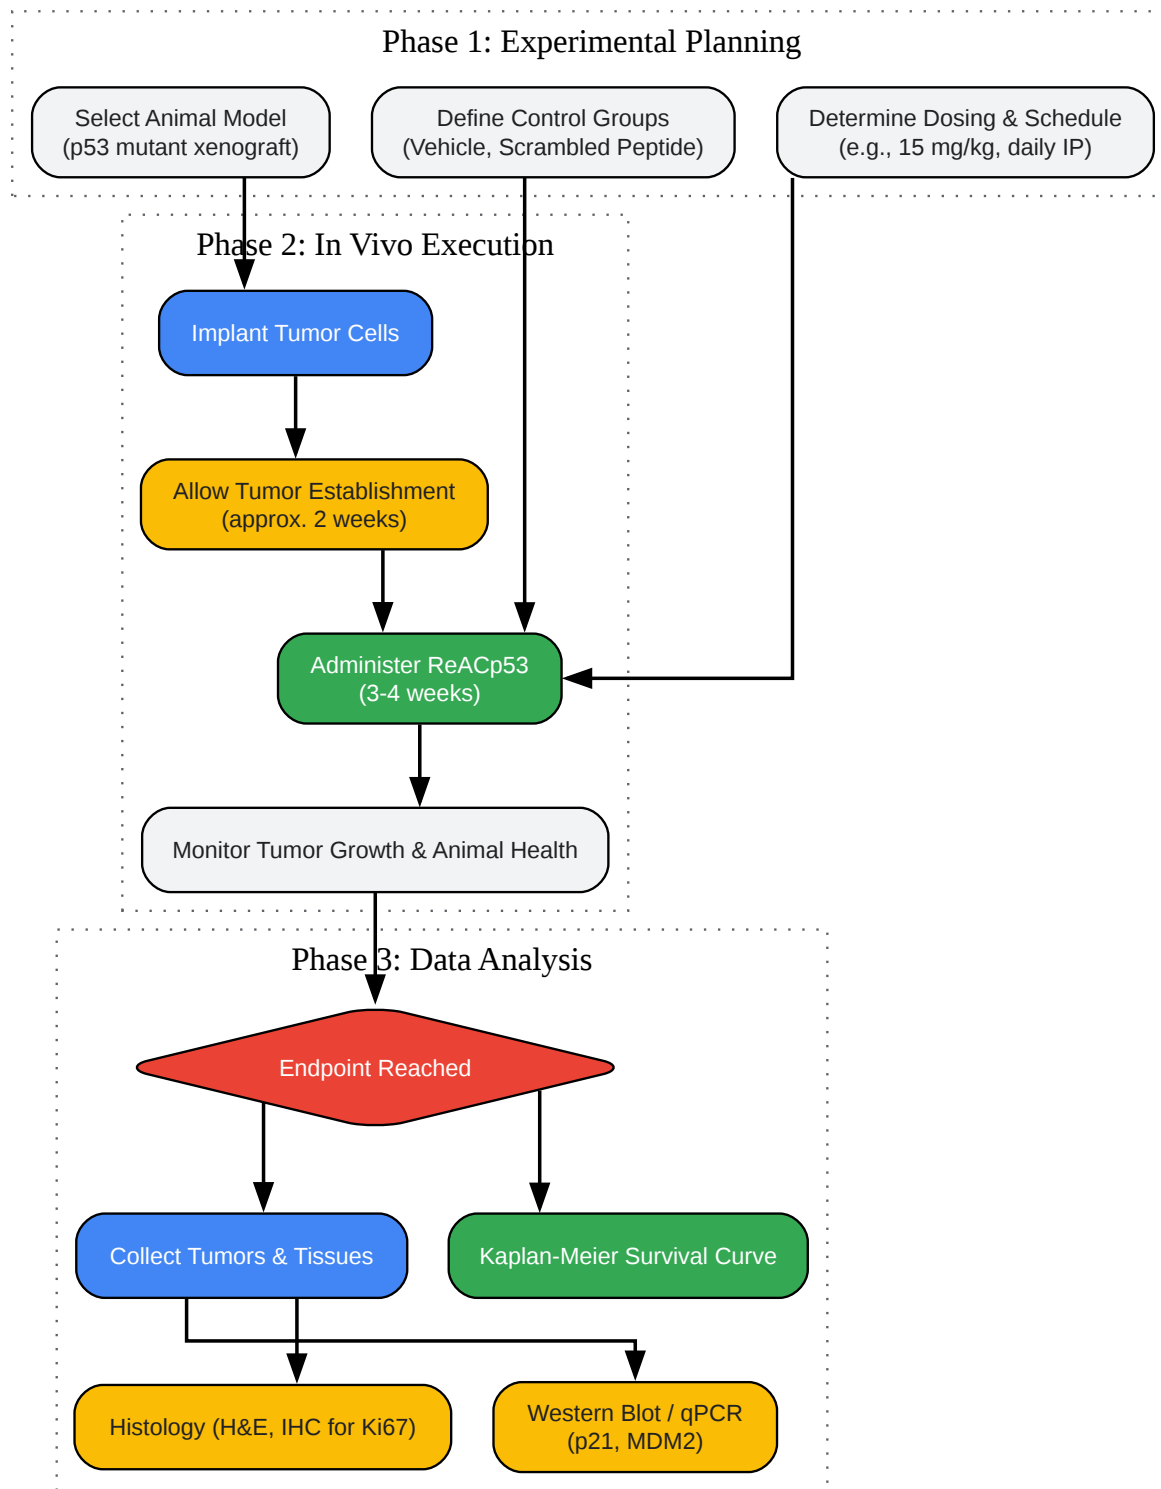 Phase 1: Experimental Planning
Select Animal Model
(p53 mutant xenograft)
Define Control Groups
(Vehicle, Scrambled Peptide)
Determine Dosing & Schedule
(e.g., 15 mg/kg, daily IP)
Phase 2: In Vivo Execution
Implant Tumor Cells
Allow Tumor Establishment
(approx. 2 weeks)
Administer ReACp53
(3-4 weeks)
Monitor Tumor Growth & Animal Health
Phase 3: Data Analysis
Endpoint Reached
Collect Tumors & Tissues
Kaplan-Meier Survival Curve
Histology (H&E, IHC for Ki67)
Western Blot / qPCR
(p21, MDM2)